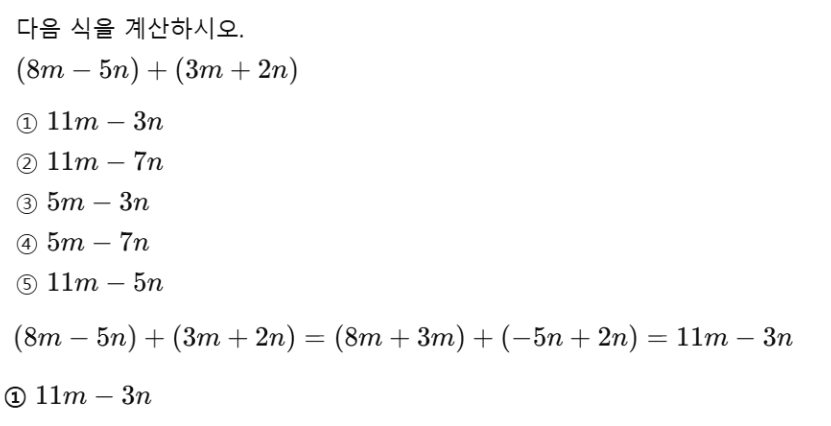 다음 식을 계산하시오.
(8m − 5n) + (3m + 2n)
① 11m − 3n
② 11m − 7n
③ 5m − 3n
④ 5m − 7n
⑤ 11m − 5n
(8m − 5n) + (3m + 2n) = (8m + 3m) + (−5n + 2n) = 11m − 3n
① 11m − 3n